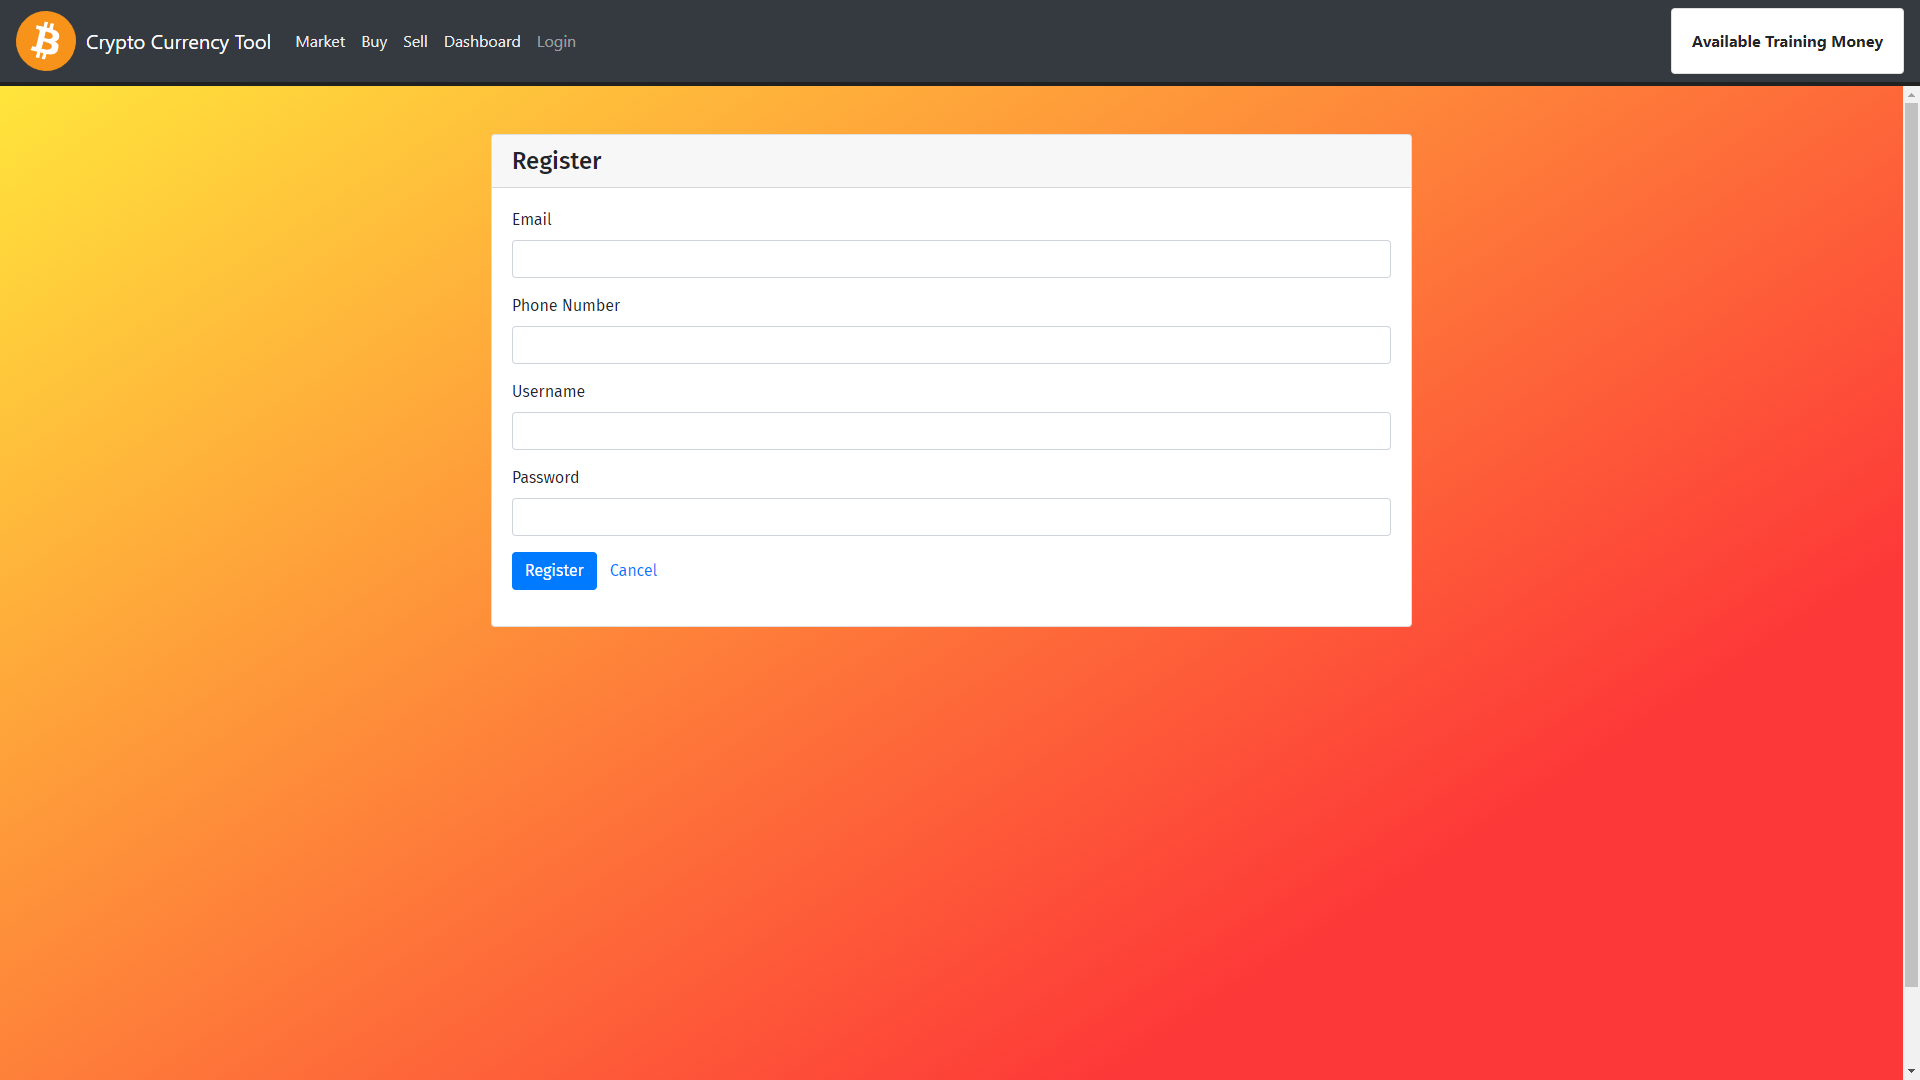 Crypto Currency Tool Market Buy Sell Dashboard Login Available Training Money
Register
Email
Phone Number
Username
Password
Register Cancel